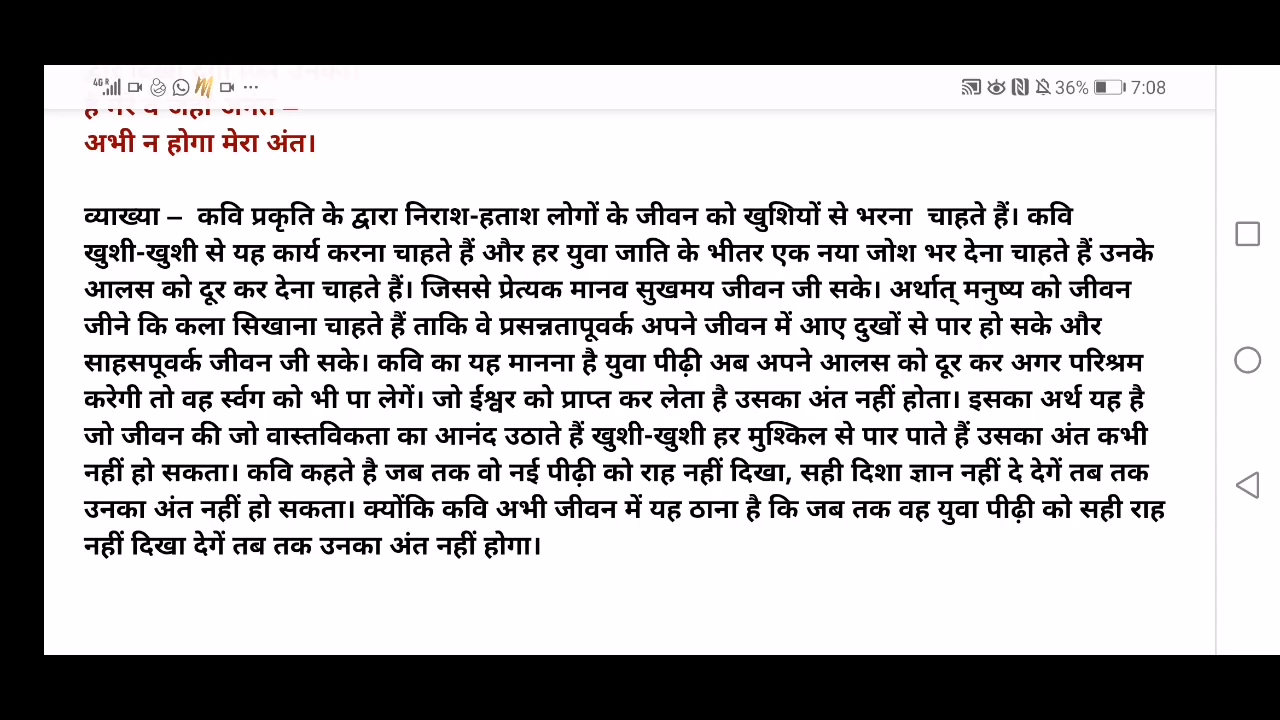 4G R 36% 7:08
अभी न होगा मेरा अंत।
व्याख्या – कवि प्रकृति के द्वारा निराश-हताश लोगों के जीवन को खुशियों से भरना चाहते हैं। कवि
खुशी-खुशी से यह कार्य करना चाहते हैं और हर युवा जाति के भीतर एक नया जोश भर देना चाहते हैं उनके
आलस को दूर कर देना चाहते हैं। जिससे प्रेत्यक मानव सुखमय जीवन जी सके। अर्थात् मनुष्य को जीवन
जीने कि कला सिखाना चाहते हैं ताकि वे प्रसन्नतापूवर्क अपने जीवन में आए दुखों से पार हो सके और
साहसपूवर्क जीवन जी सके। कवि का यह मानना है युवा पीढ़ी अब अपने आलस को दूर कर अगर परिश्रम
करेगी तो वह र्स्वग को भी पा लेगें। जो ईश्वर को प्राप्त कर लेता है उसका अंत नहीं होता। इसका अर्थ यह है
जो जीवन की जो वास्तविकता का आनंद उठाते हैं खुशी-खुशी हर मुश्किल से पार पाते हैं उसका अंत कभी
नहीं हो सकता। कवि कहते है जब तक वो नई पीढ़ी को राह नहीं दिखा, सही दिशा ज्ञान नहीं दे देगें तब तक
उनका अंत नहीं हो सकता। क्योंकि कवि अभी जीवन में यह ठाना है कि जब तक वह युवा पीढ़ी को सही राह
नहीं दिखा देगें तब तक उनका अंत नहीं होगा।